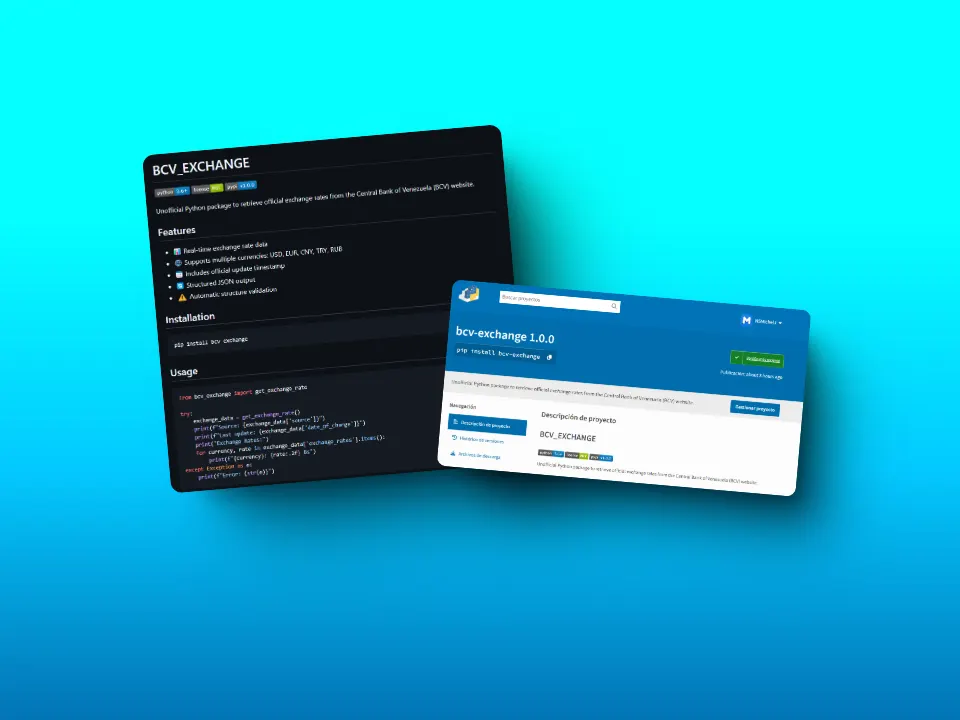 BCV_EXCHANGE
python 3.6+ license MIT pypi v1.0.0
Unofficial Python package to retrieve official exchange rates from the Central Bank of Venezuela (BCV) website.
Features
Real-time exchange rate data
Supports multiple currencies: USD, EUR, CNY, TRY, RUB
Includes official update timestamp
Structured JSON output
Automatic structure validation
Installation
pip install bcv-exchange
Usage
from bcv_exchange import get_exchange_rate
try:
exchange_data = get_exchange_rate()
print(f"Source: {exchange_data['source']}")
print(f"Last update: {exchange_data['date_of_change']}")
print("Exchange Rates:")
for currency, rate in exchange_data['exchange_rates'].items():
print(f"{currency}: {rate:.2f} Bs")
except Exception as e:
print(f"Error: {str(e)}")
Buscar proyectos
bcv-exchange 1.0.0
pip install bcv-exchange
Publicación: about 3 hours ago
Unofficial Python package to retrieve official exchange rates from the Central Bank of Venezuela (BCV) website.
Gestionar proyecto
Navegación
Descripción de proyecto
Histórico de versiones
Archivos de descarga
Descripción de proyecto
BCV_EXCHANGE
python 3.6+ license MIT pypi v1.0.0
Unofficial Python package to retrieve official exchange rates from the Central Bank of Venezuela (BCV) website.